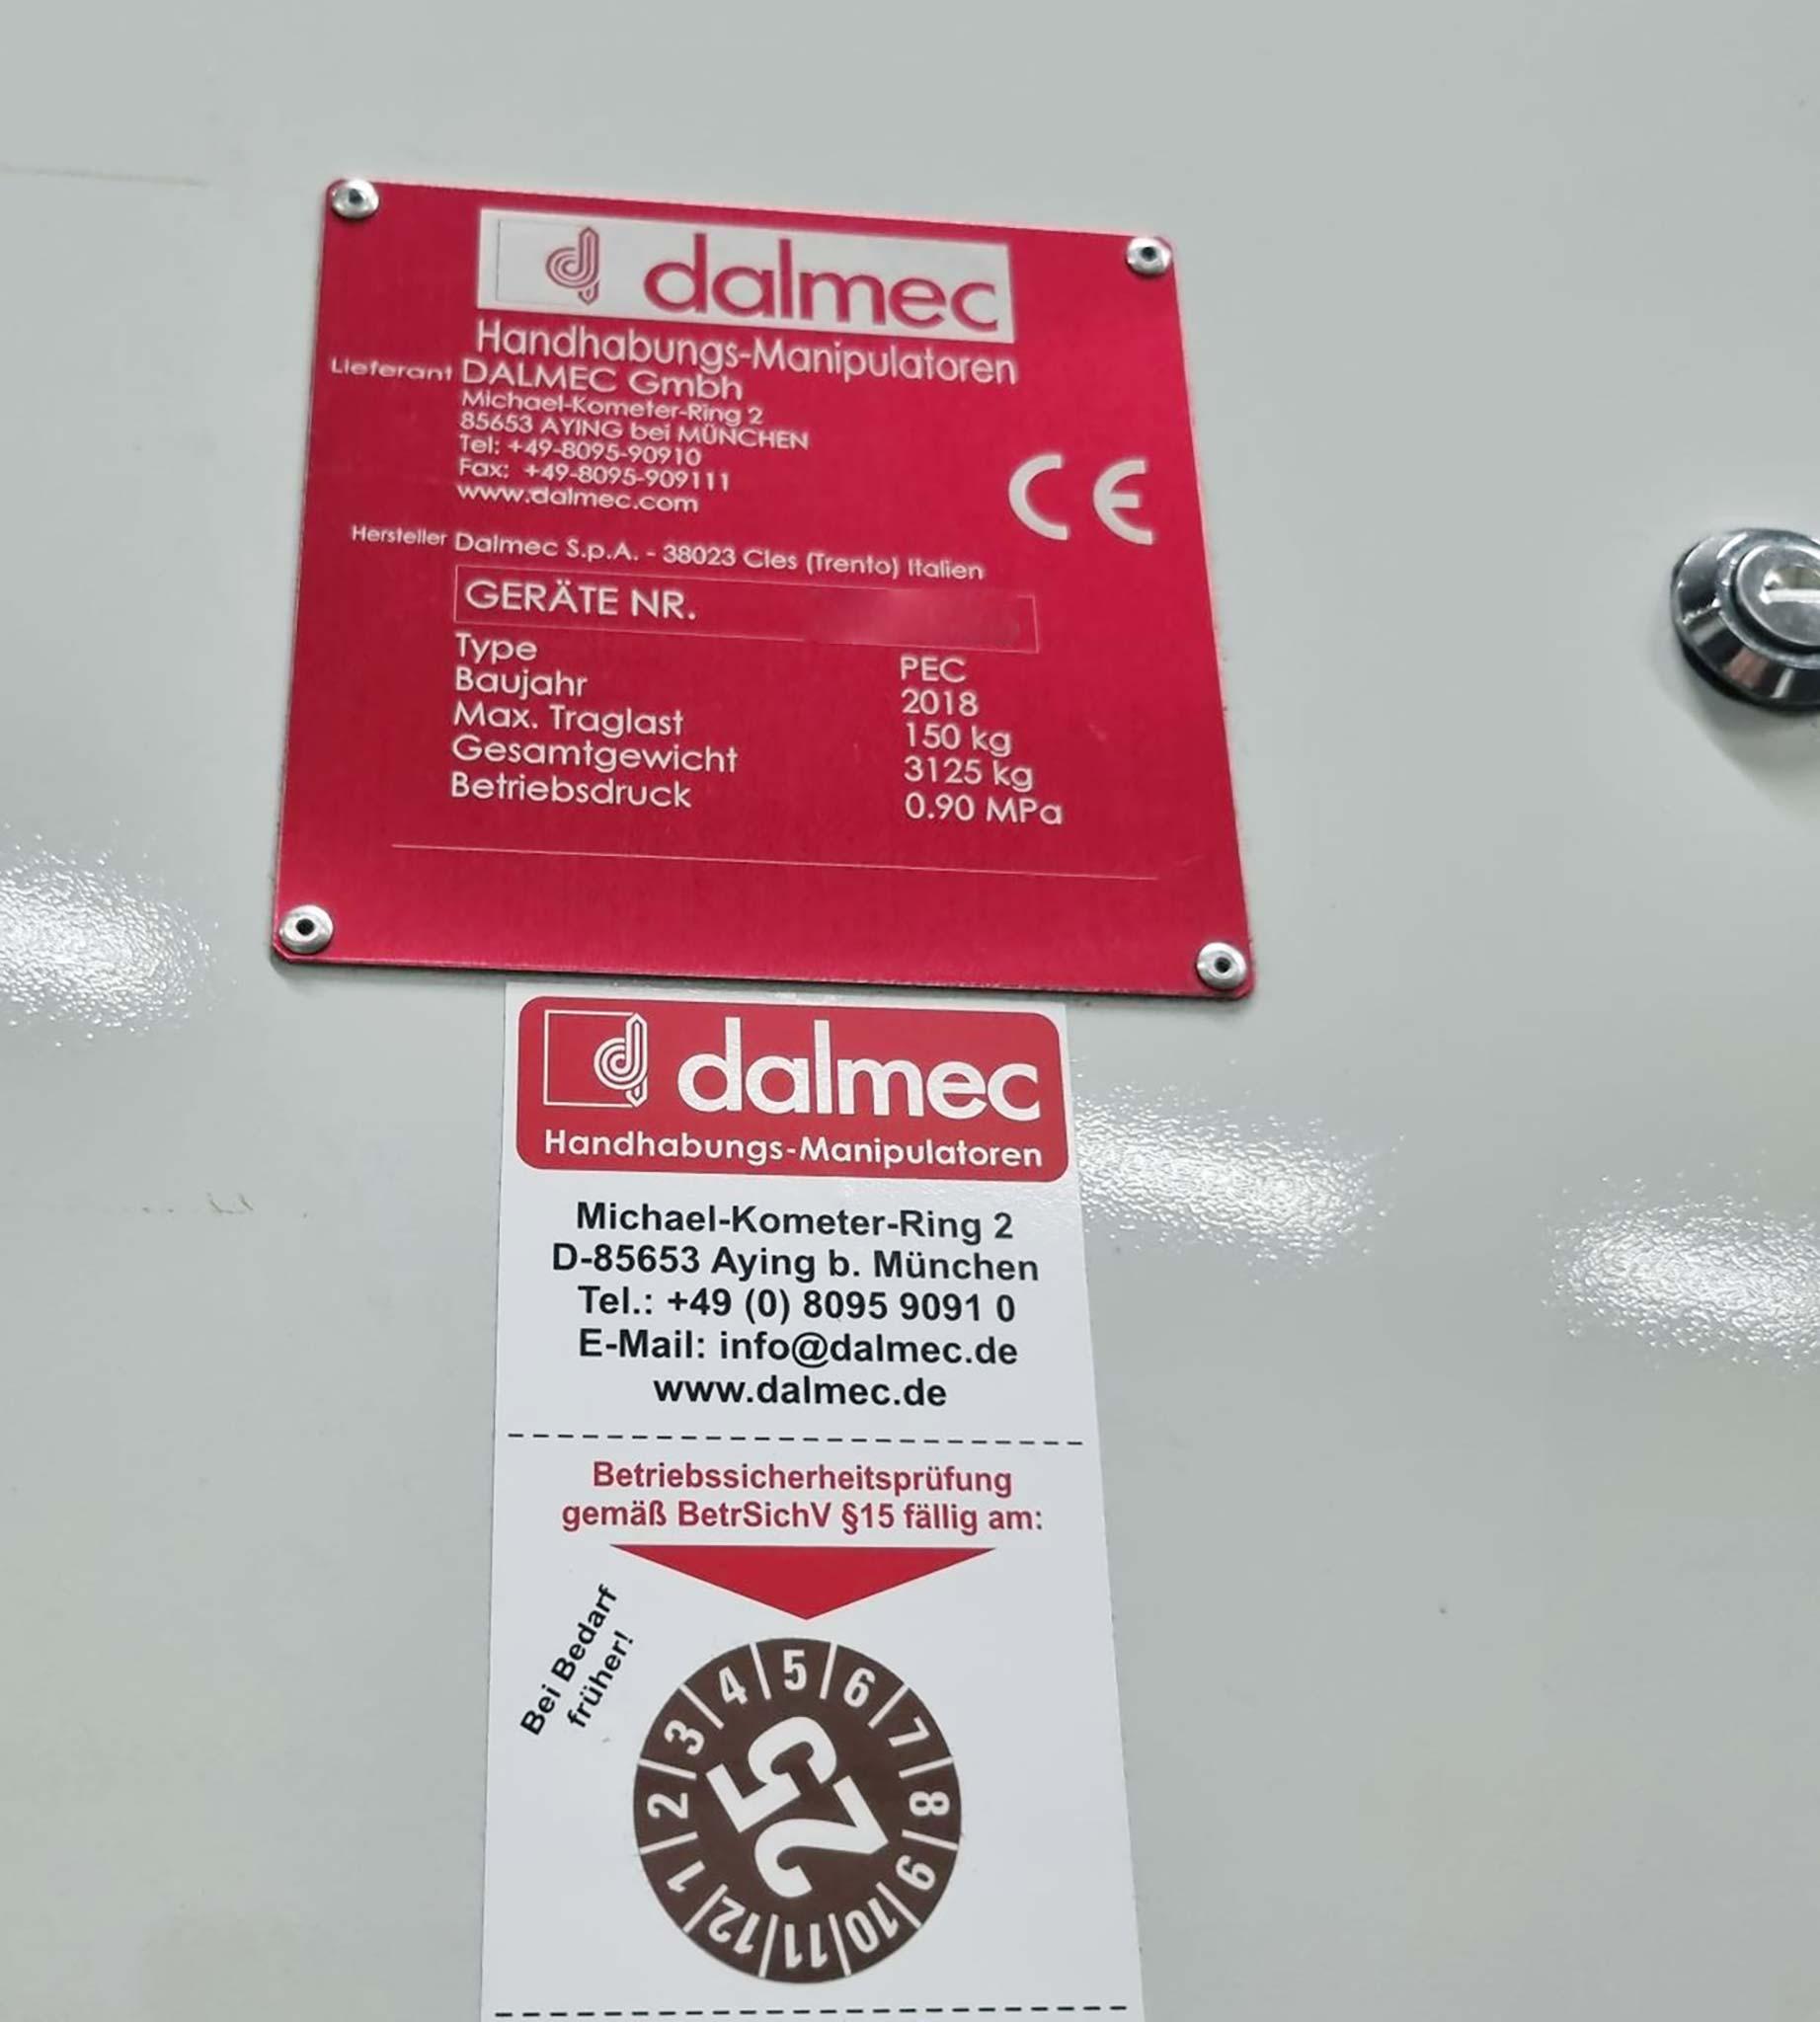 dalmec
Handhabungs-Manipulatoren
Lieferant DALMEC Gmbh
Michael-Kometer-Ring 2
85653 AYING bei MÜNCHEN
Tel: +49-8095-90910
Fax: +49-8095-909111
www.dalmec.com
CE
Hersteller Dalmec S.p.A. - 38023 Cles (Trento) Italien
GERÄTE NR.
Type PEC
Baujahr 2018
Max. Traglast 150 kg
Gesamtgewicht 3125 kg
Betriebsdruck 0.90 MPa
dalmec
Handhabungs-Manipulatoren
Michael-Kometer-Ring 2
D-85653 Aying b. München
Tel.: +49 (0) 8095 9091 0
E-Mail: info@dalmec.de
www.dalmec.de
Betriebssicherheitsprüfung
gemäß BetrSichV §15 fällig am:
Bei Bedarf
früher!
1 2 3 4 5 6 7 8 9 10 11 12
25